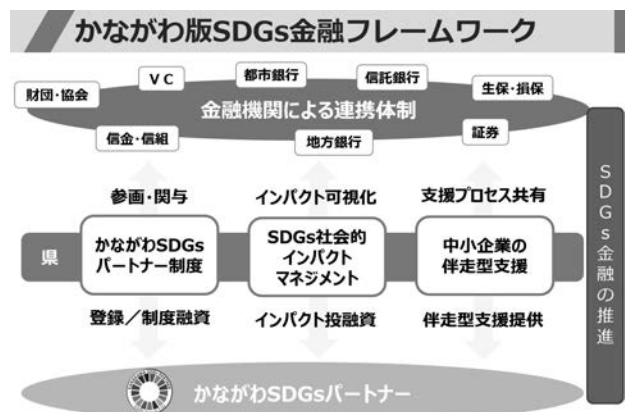 かながわ版SDGs金融フレームワーク
財団・協会
VC
都市銀行
信託銀行
生保・損保
金融機関による連携体制
信金・信組
地方銀行
証券
参画・関与
インパクト可視化
支援プロセス共有
県
かながわSDGs
パートナー制度
SDGs社会的
インパクト
マネジメント
中小企業の
伴走型支援
登録／制度融資
インパクト投融資
伴走型支援提供
かながわSDGsパートナー
SDGs金融の推進